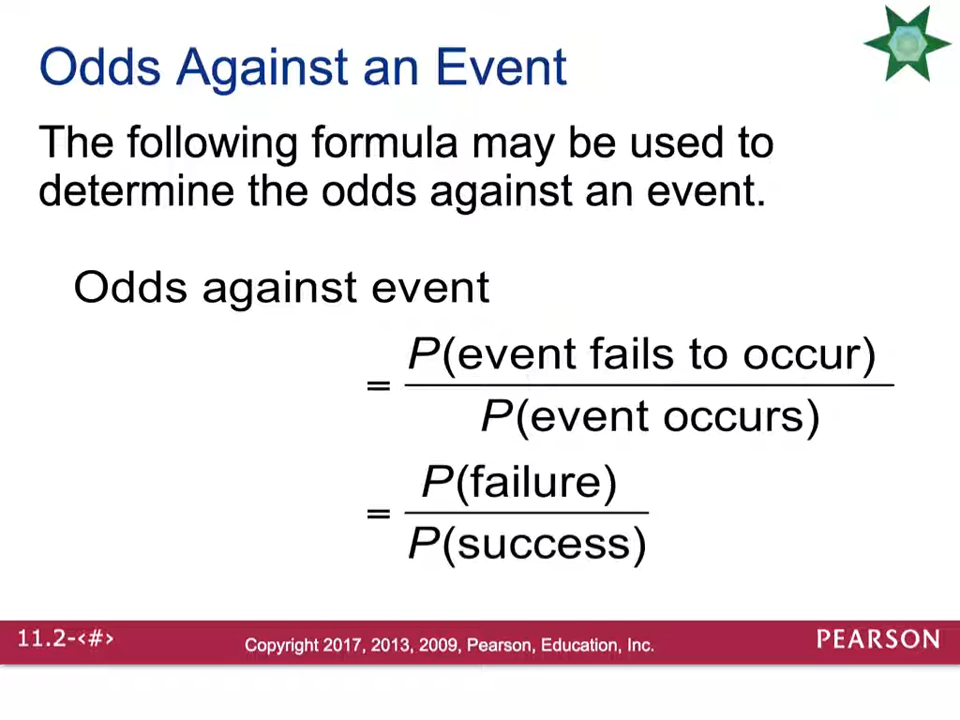 Odds Against an Event
The following formula may be used to
determine the odds against an event.
Odds against event
= P(event fails to occur) / P(event occurs)
= P(failure) / P(success)
11.2-<#>
Copyright 2017, 2013, 2009, Pearson, Education, Inc.
PEARSON